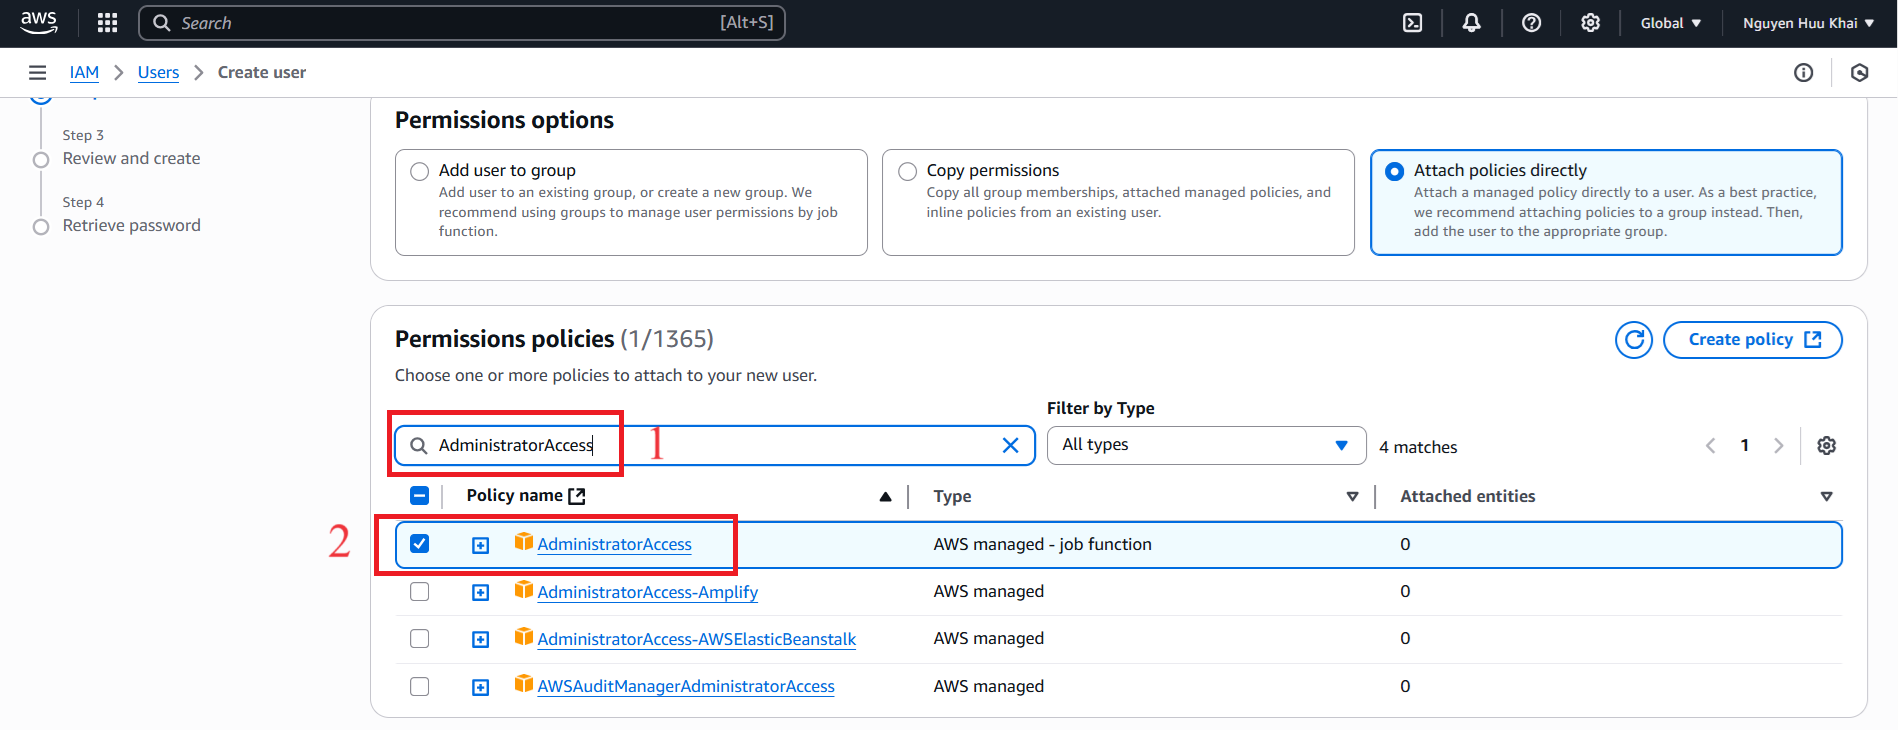 aws
Search
[Alt+S]
Global
Nguyen Huu Khai
IAM
Users
Create user
Step 3
Review and create
Step 4
Retrieve password
Permissions options
Add user to group
Add user to an existing group, or create a new group. We
recommend using groups to manage user permissions by job
function.
Copy permissions
Copy all group memberships, attached managed policies, and
inline policies from an existing user.
Attach policies directly
Attach a managed policy directly to a user. As a best practice,
we recommend attaching policies to a group instead. Then,
add the user to the appropriate group.
Permissions policies (1/1365)
Create policy
Choose one or more policies to attach to your new user.
Filter by Type
AdministratorAccess
1
All types
4 matches
1
Policy name
Type
Attached entities
2
AdministratorAccess
AWS managed - job function
0
AdministratorAccess-Amplify
AWS managed
0
AdministratorAccess-AWSElasticBeanstalk
AWS managed
0
AWSAuditManagerAdministratorAccess
AWS managed
0